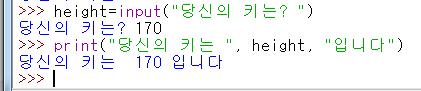 >>> height=input("당신의 키는? ")
당신의 키는? 170
>>> print("당신의 키는 ", height, "입니다")
당신의 키는  170 입니다
>>>